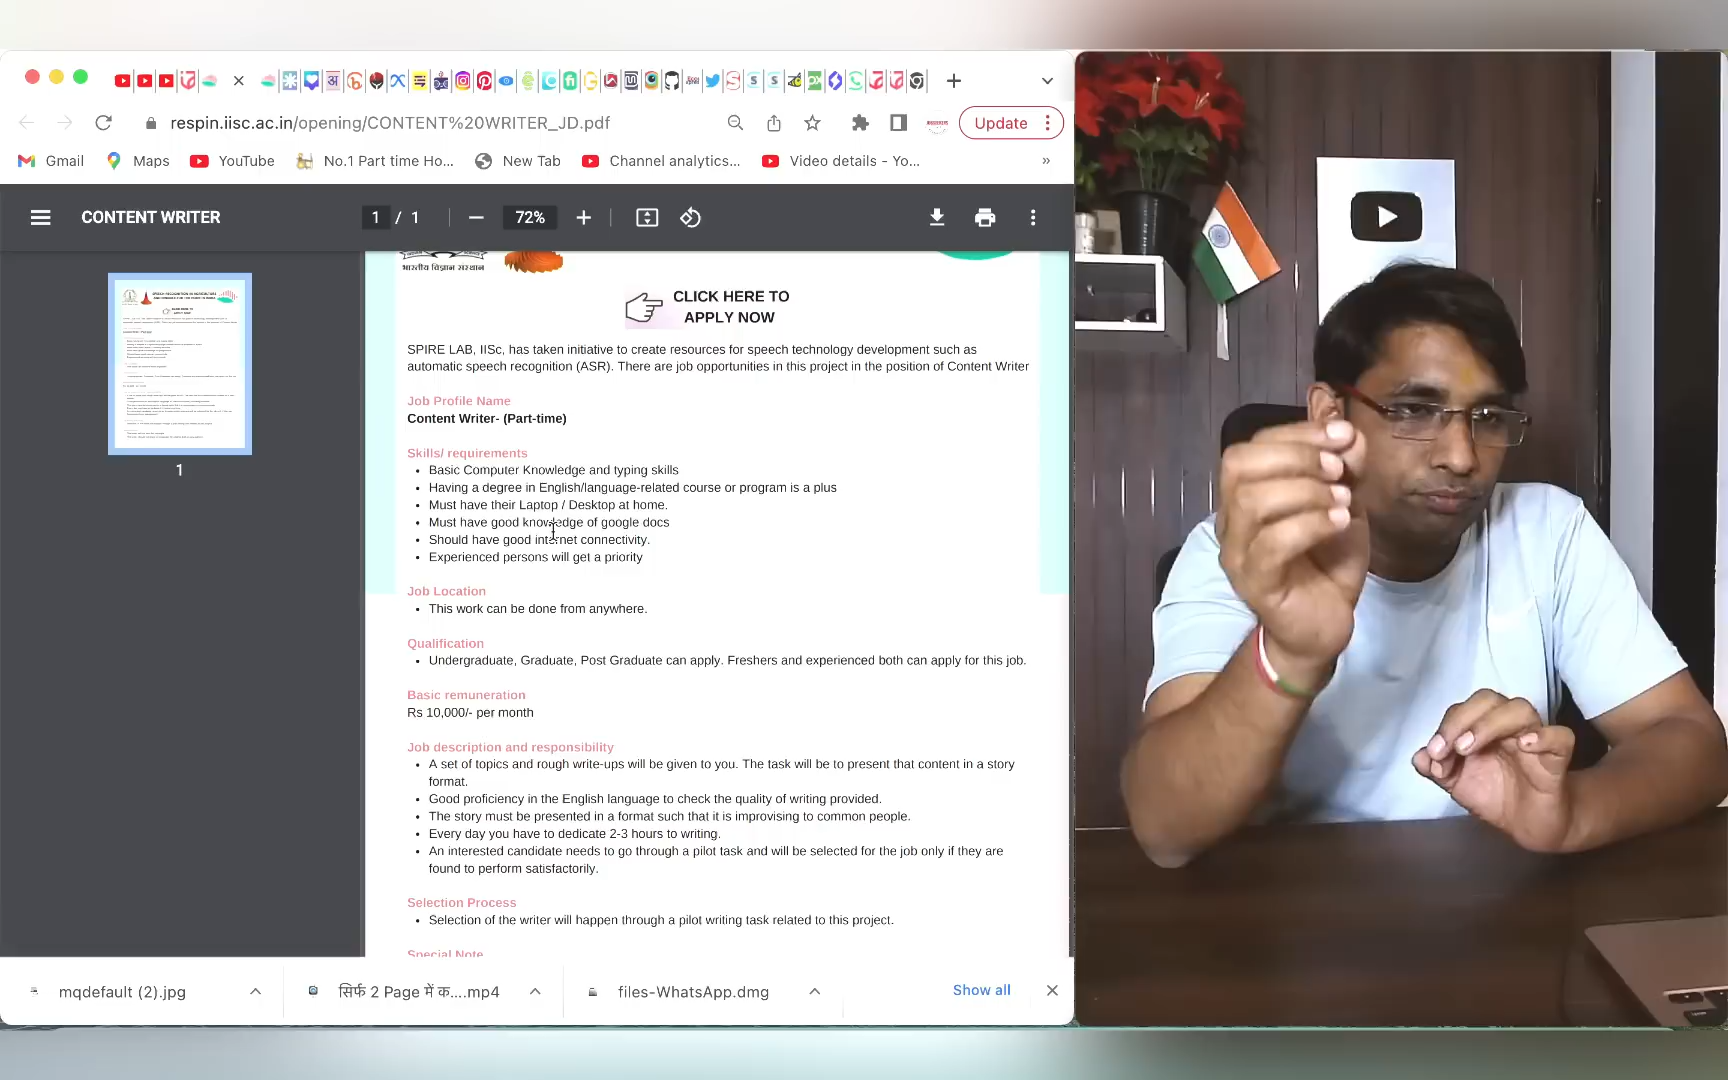 respin.iisc.ac.in/opening/CONTENT%20WRITER_JD.pdf
Update
Gmail
Maps
YouTube
No.1 Part time Ho...
New Tab
Channel analytics...
Video details - Yo...
»
CONTENT WRITER
1 / 1
72%
भारतीय विज्ञान संस्थान
CLICK HERE TO
APPLY NOW
SPIRE LAB, IISc, has taken initiative to create resources for speech technology development such as
automatic speech recognition (ASR). There are job opportunities in this project in the position of Content Writer
Job Profile Name
Content Writer- (Part-time)
Skills/ requirements
• Basic Computer Knowledge and typing skills
• Having a degree in English/language-related course or program is a plus
• Must have their Laptop / Desktop at home.
• Must have good knowledge of google docs
• Should have good internet connectivity.
• Experienced persons will get a priority
Job Location
• This work can be done from anywhere.
Qualification
• Undergraduate, Graduate, Post Graduate can apply. Freshers and experienced both can apply for this job.
Basic remuneration
Rs 10,000/- per month
Job description and responsibility
• A set of topics and rough write-ups will be given to you. The task will be to present that content in a story
format.
• Good proficiency in the English language to check the quality of writing provided.
• The story must be presented in a format such that it is improvising to common people.
• Every day you have to dedicate 2-3 hours to writing.
• An interested candidate needs to go through a pilot task and will be selected for the job only if they are
found to perform satisfactorily.
Selection Process
• Selection of the writer will happen through a pilot writing task related to this project.
Special Note
1
mqdefault (2).jpg
सिर्फ 2 Page में क....mp4
files-WhatsApp.dmg
Show all